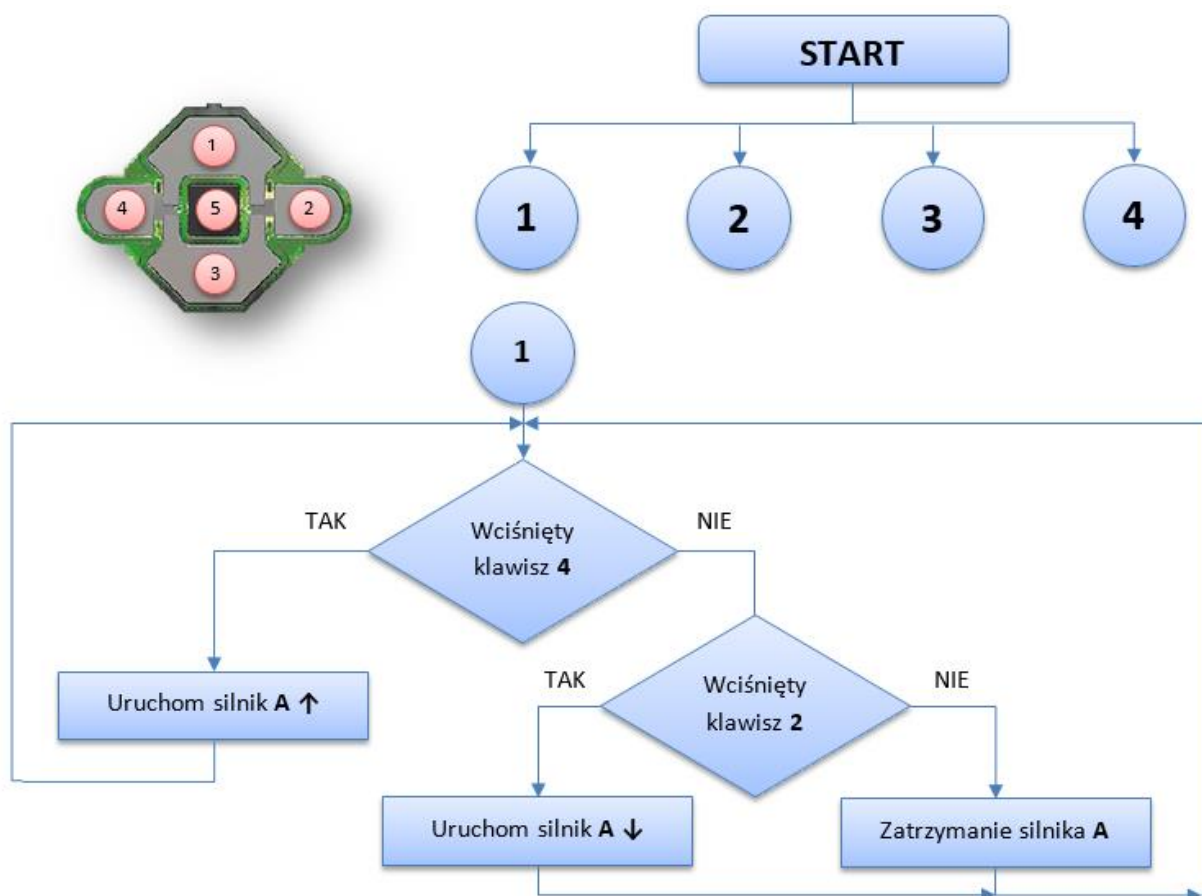 START
1
4
5
2
3
1
2
3
4
1
TAK
NIE
Wciśnięty
klawisz 4
TAK
NIE
Wciśnięty
klawisz 2
Uruchom silnik A ↑
Uruchom silnik A ↓
Zatrzymanie silnika A